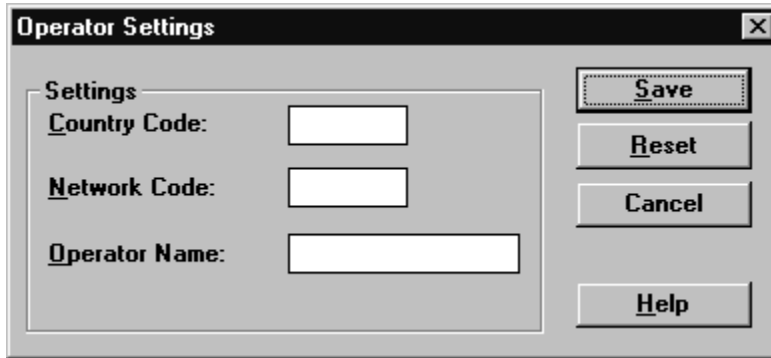 Operator Settings
Settings
Country Code:
Network Code:
Operator Name:
Save
Reset
Cancel
Help